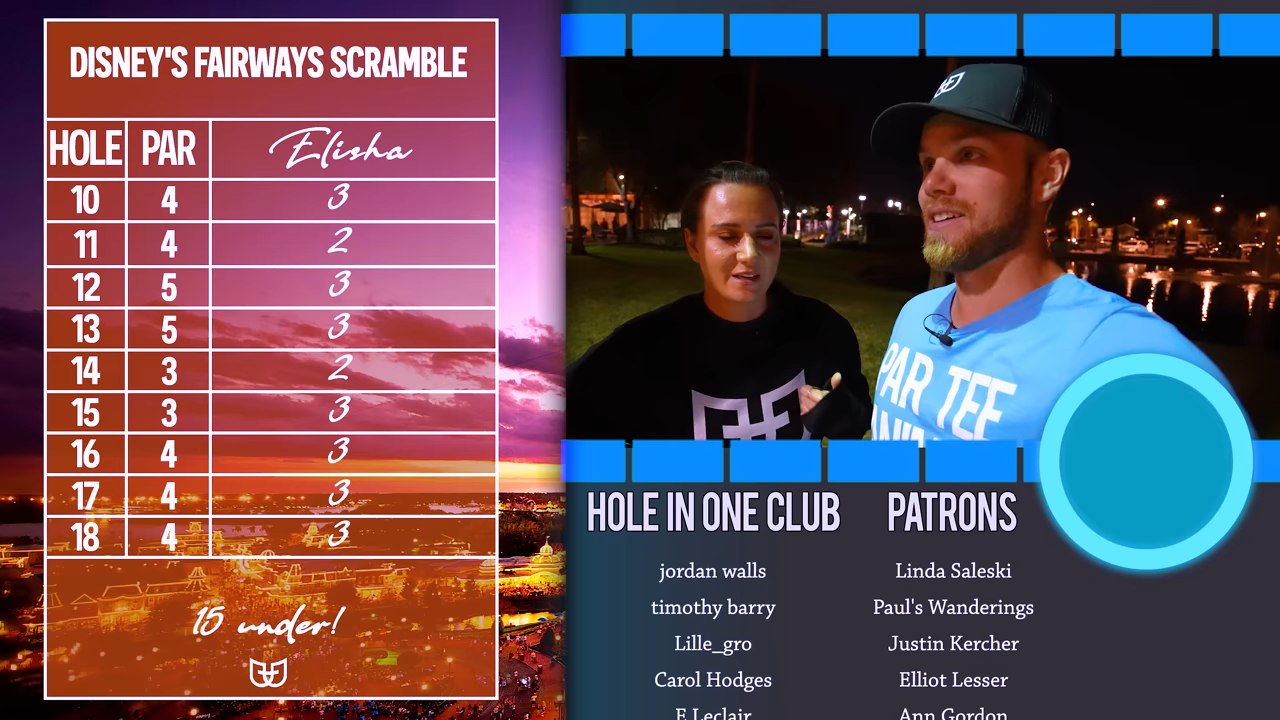 DISNEY'S FAIRWAYS SCRAMBLE
HOLE PAR Elisha
10 4 3
11 4 2
12 5 3
13 5 3
14 3 2
15 3 3
16 4 3
17 4 3
18 4 3
15 under!
PAR TEE
HOLE IN ONE CLUB
jordan walls
timothy barry
Lille_gro
Carol Hodges
E Leclair
PATRONS
Linda Saleski
Paul's Wanderings
Justin Kercher
Elliot Lesser
Ann Gordon